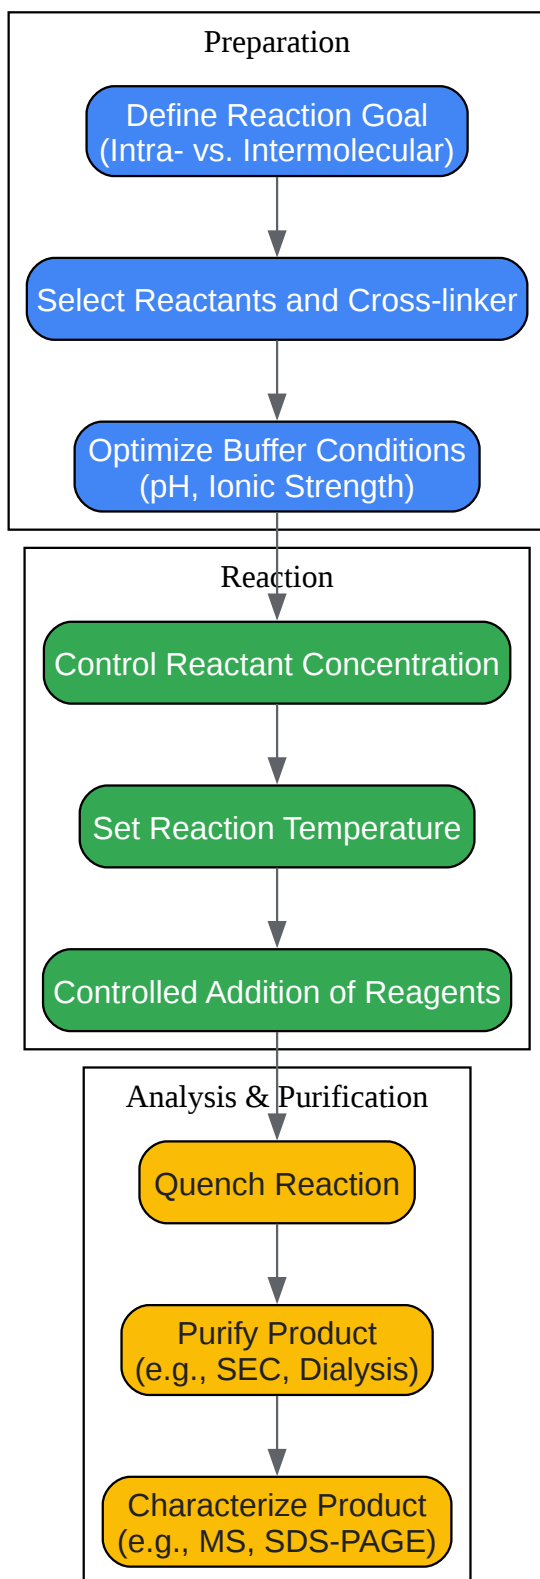 Preparation
Define Reaction Goal
(Intra- vs. Intermolecular)
Select Reactants and Cross-linker
Optimize Buffer Conditions
(pH, Ionic Strength)
Reaction
Control Reactant Concentration
Set Reaction Temperature
Controlled Addition of Reagents
Analysis & Purification
Quench Reaction
Purify Product
(e.g., SEC, Dialysis)
Characterize Product
(e.g., MS, SDS-PAGE)